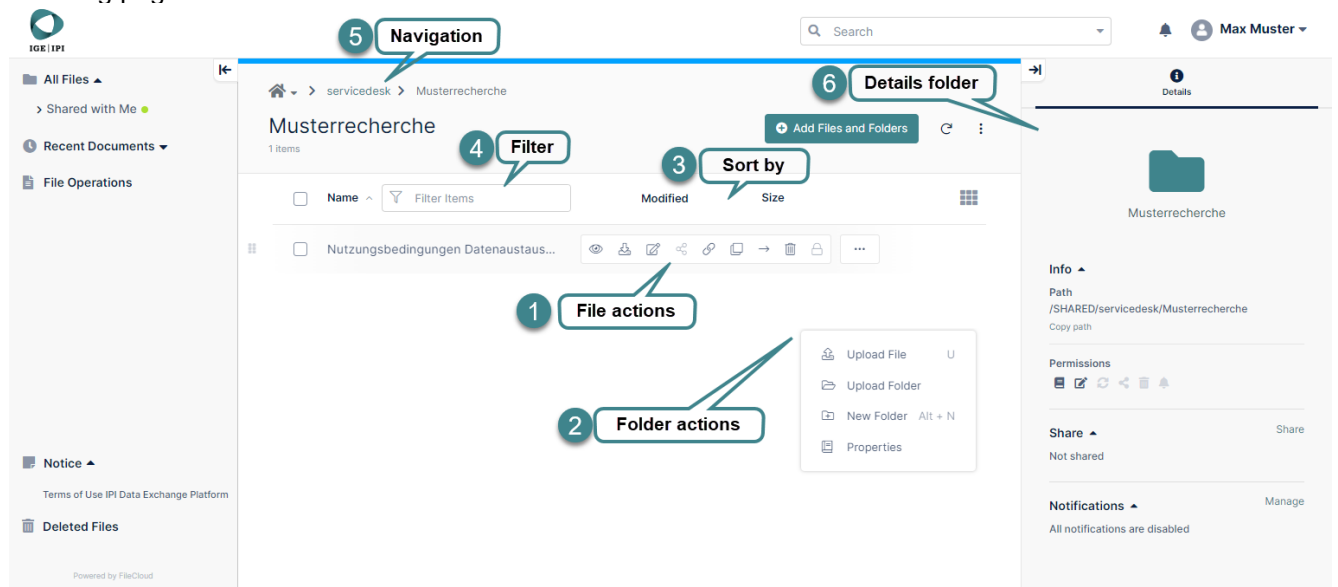 IGE|IPI
5 Navigation
Search
Max Muster
All Files
Shared with Me
Recent Documents
File Operations
servicedesk > Musterrecherche
Musterrecherche
1 items
Add Files and Folders
4 Filter
3 Sort by
6 Details folder
Name
Filter Items
Modified
Size
Nutzungsbedingungen Datenaustaus...
1 File actions
2 Folder actions
Upload File U
Upload Folder
New Folder Alt + N
Properties
Details
Musterrecherche
Info
Path
/SHARED/servicedesk/Musterrecherche
Copy path
Permissions
Share Share
Not shared
Notifications Manage
All notifications are disabled
Notice
Terms of Use IPI Data Exchange Platform
Deleted Files
Powered by FileCloud